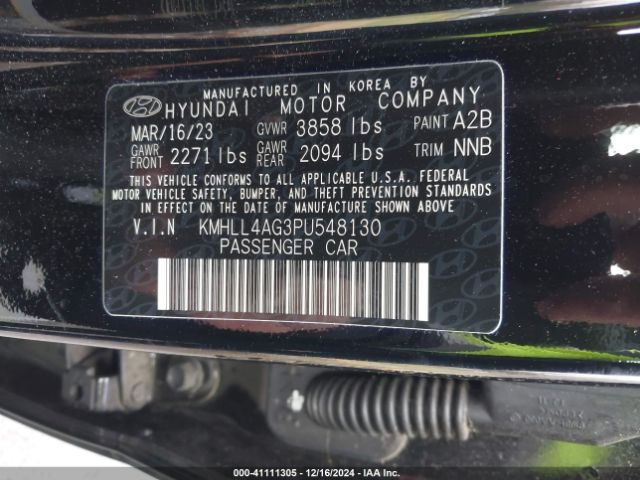 MANUFACTURED IN KOREA BY
HYUNDAI MOTOR COMPANY
MAR/16/23 GVWR 3858 lbs PAINT A2B
GAWR FRONT 2271 lbs GAWR REAR 2094 lbs TRIM NNB
THIS VEHICLE CONFORMS TO ALL APPLICABLE U.S.A. FEDERAL
MOTOR VEHICLE SAFETY, BUMPER, AND THEFT PREVENTION STANDARDS
IN EFFECT ON THE DATE OF MANUFACTURE SHOWN ABOVE
V.I.N KMHLL4AG3PU548130
PASSENGER CAR
000-41111305 - 12/16/2024 - IAA Inc.